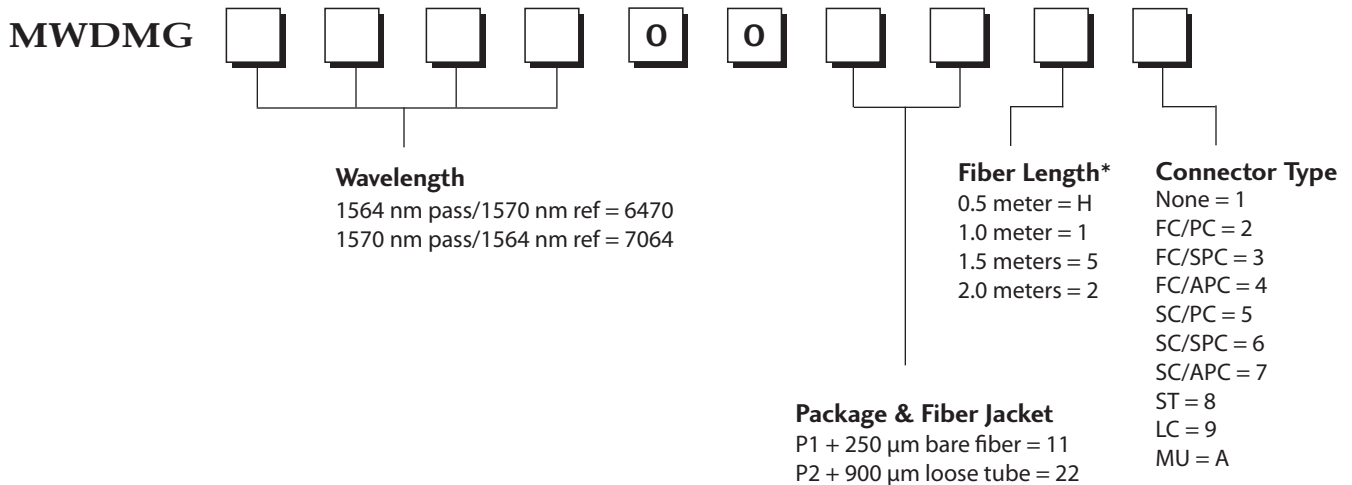 MWDMG 0 0
Wavelength
1564 nm pass/1570 nm ref = 6470
1570 nm pass/1564 nm ref = 7064
Fiber Length*
0.5 meter = H
1.0 meter = 1
1.5 meters = 5
2.0 meters = 2
Connector Type
None = 1
FC/PC = 2
FC/SPC = 3
FC/APC = 4
SC/PC = 5
SC/SPC = 6
SC/APC = 7
ST = 8
LC = 9
MU = A
Package & Fiber Jacket
P1 + 250 µm bare fiber = 11
P2 + 900 µm loose tube = 22